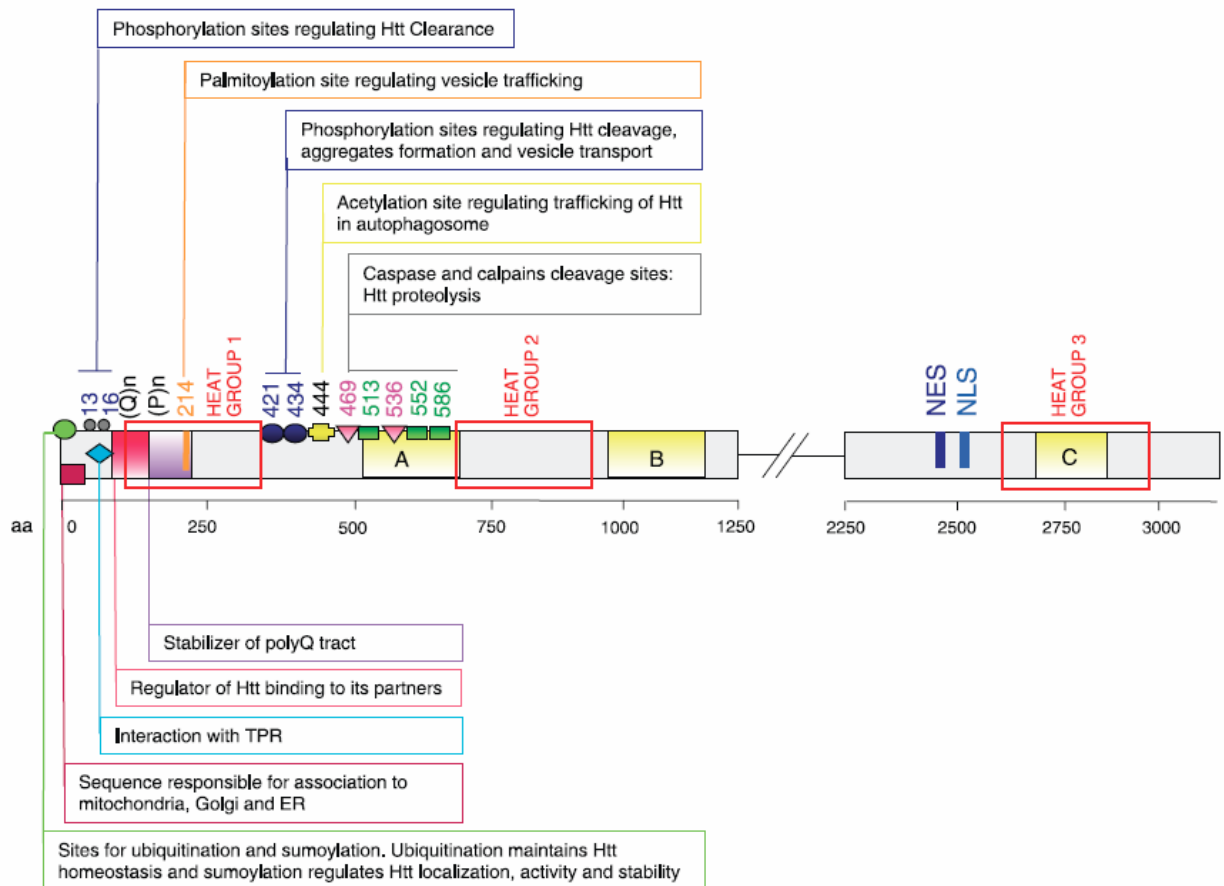 Phosphorylation sites regulating Htt Clearance
Palmitoylation site regulating vesicle trafficking
Phosphorylation sites regulating Htt cleavage,
aggregates formation and vesicle transport
Acetylation site regulating trafficking of Htt
in autophagosome
Caspase and calpains cleavage sites:
Htt proteolysis
13
16
(Q)n
(P)n
214
HEAT
GROUP 1
421
434
444
469
513
536
552
586
HEAT
GROUP 2
NES
NLS
HEAT
GROUP 3
A
B
C
aa
0
250
500
750
1000
1250
2250
2500
2750
3000
Stabilizer of polyQ tract
Regulator of Htt binding to its partners
Interaction with TPR
Sequence responsible for association to
mitochondria, Golgi and ER
Sites for ubiquitination and sumoylation. Ubiquitination maintains Htt
homeostasis and sumoylation regulates Htt localization, activity and stability